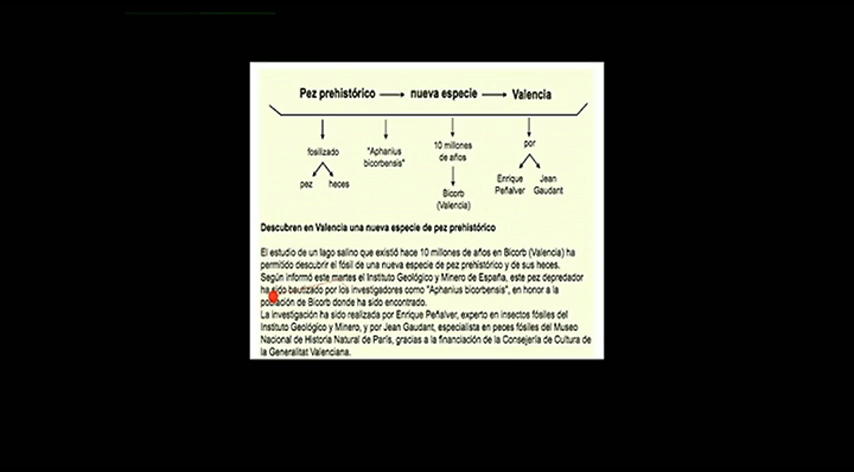 Pez prehistórico nueva especie Valencia
fosilizado "Aphanius bicorbensis" 10 millones de años por
pez heces Bicorb (Valencia) Enrique Peñalver Jean Gaudant
Descubren en Valencia una nueva especie de pez prehistórico
El estudio de un lago salino que existió hace 10 millones de años en Bicorb (Valencia) ha
permitido descubrir el fósil de una nueva especie de pez prehistórico y de sus heces.
Según informó este martes el Instituto Geológico y Minero de España, este pez depredador
ha sido bautizado por los investigadores como "Aphanius bicorbensis", en honor a la
población de Bicorb donde ha sido encontrado.
La investigación ha sido realizada por Enrique Peñalver, experto en insectos fósiles del
Instituto Geológico y Minero, y por Jean Gaudant, especialista en peces fósiles del Museo
Nacional de Historia Natural de París, gracias a la financiación de la Consejería de Cultura de
la Generalitat Valenciana.